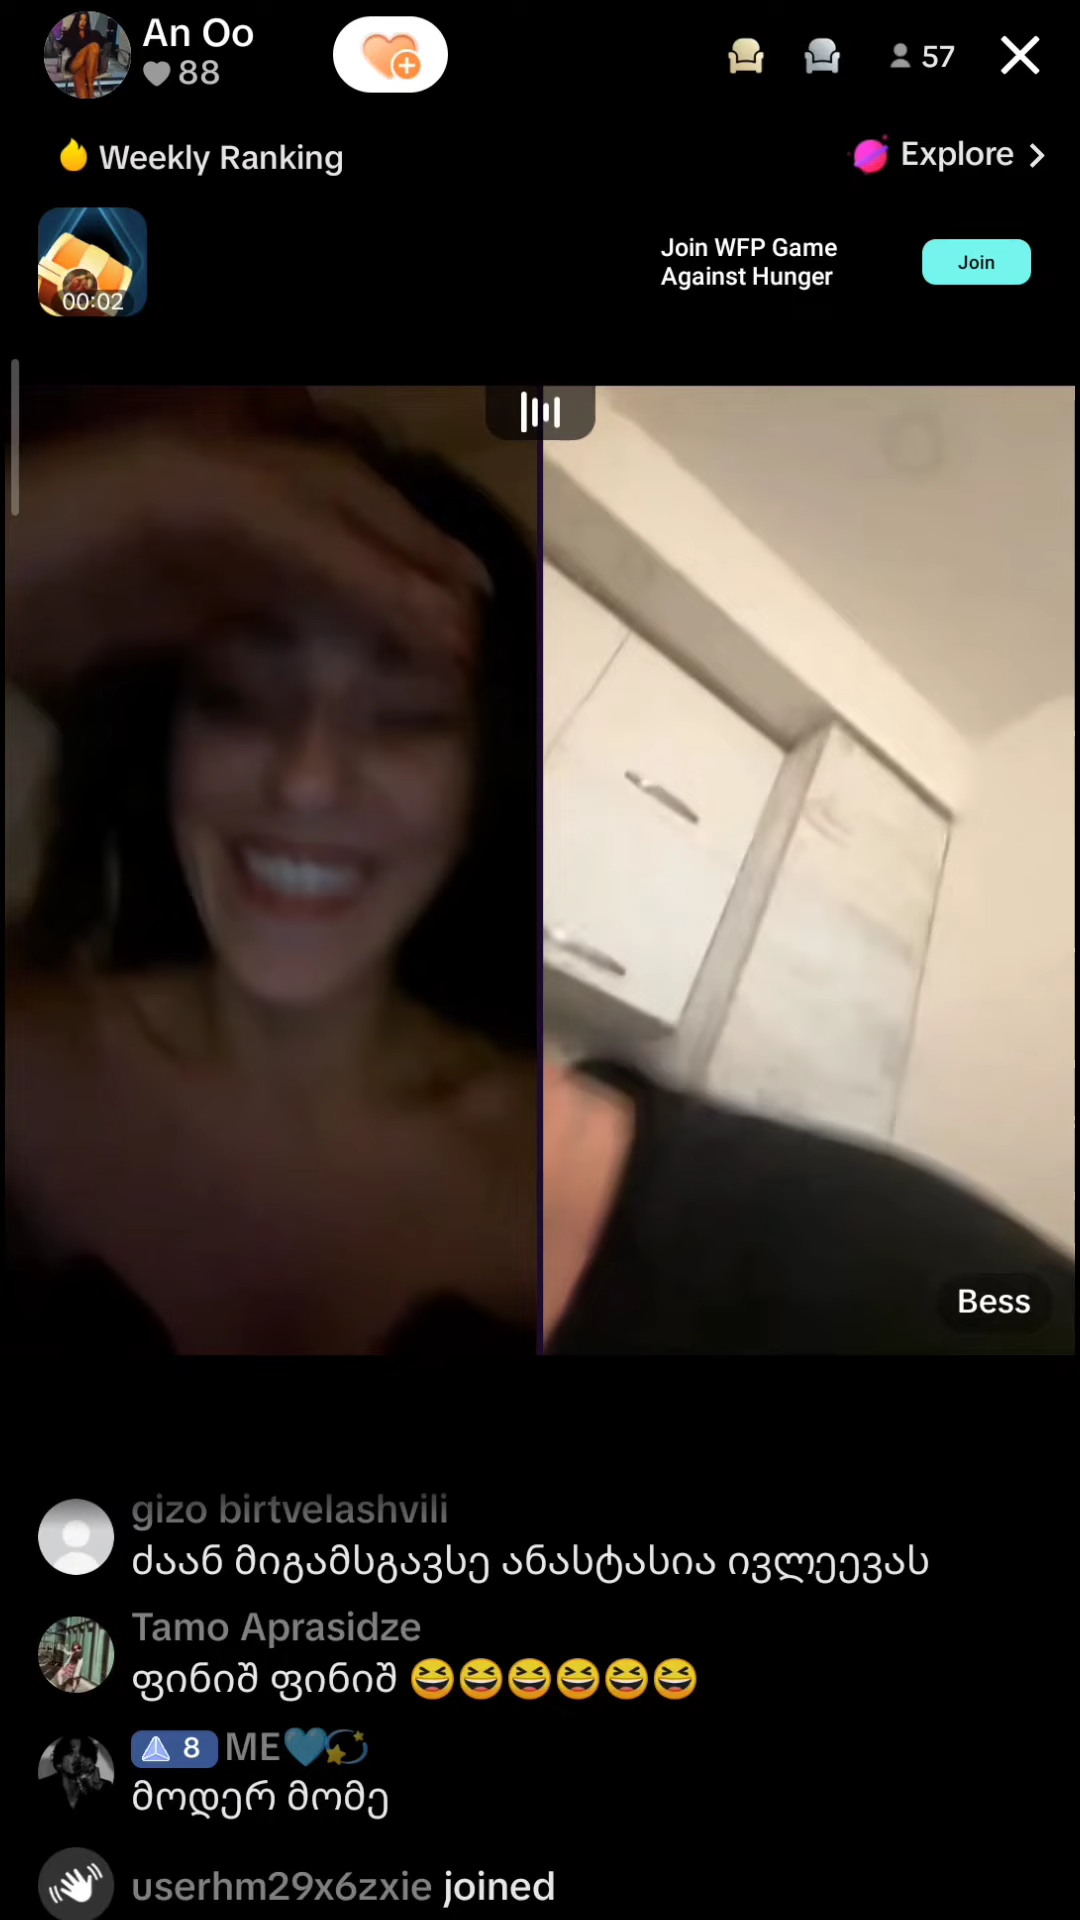 An Oo
88
57
Weekly Ranking
Explore
00:02
Join WFP Game
Against Hunger
Join
Bess
gizo birtvelashvili
ძაან მიგამსგავსე ანასტასია ივლეევას
Tamo Aprasidze
ფინიშ ფინიშ 😆😆😆😆😆😆
8 ME💙💫
მოდერ მომე
userhm29x6zxie joined